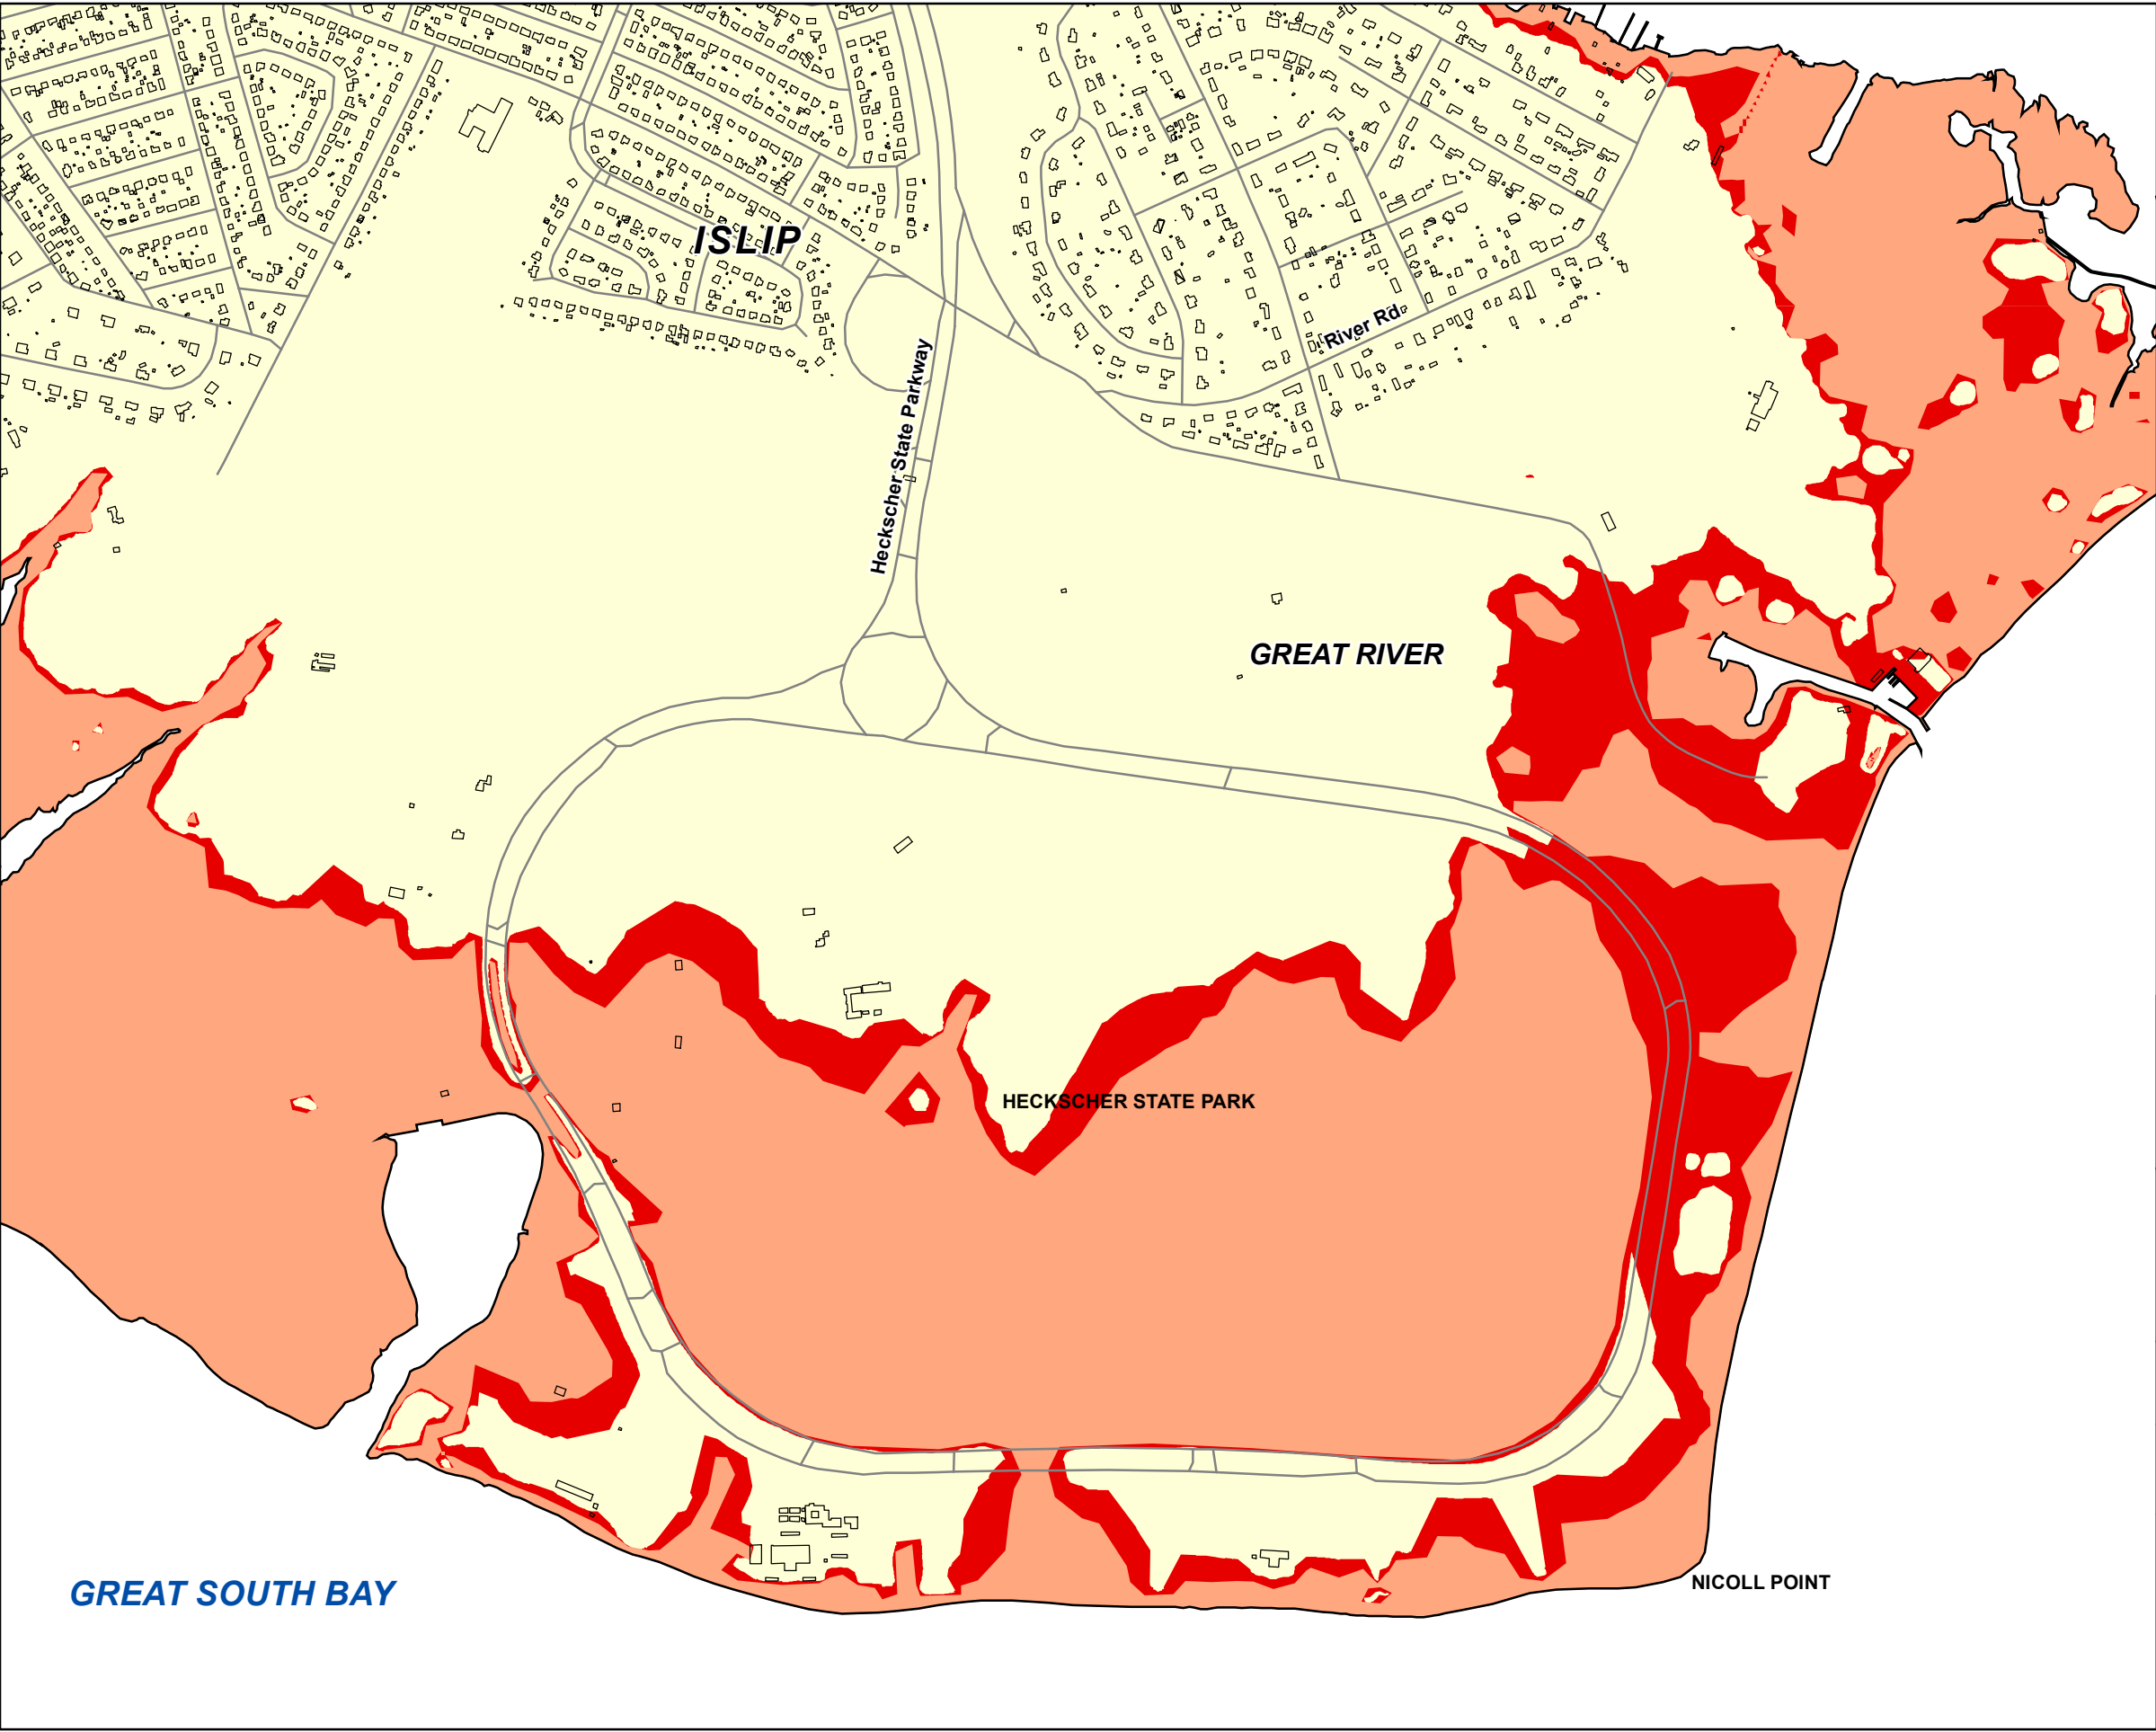 ISLIP
River Rd
Heckscher State Parkway
GREAT RIVER
HECKSCHER STATE PARK
GREAT SOUTH BAY
NICOLL POINT